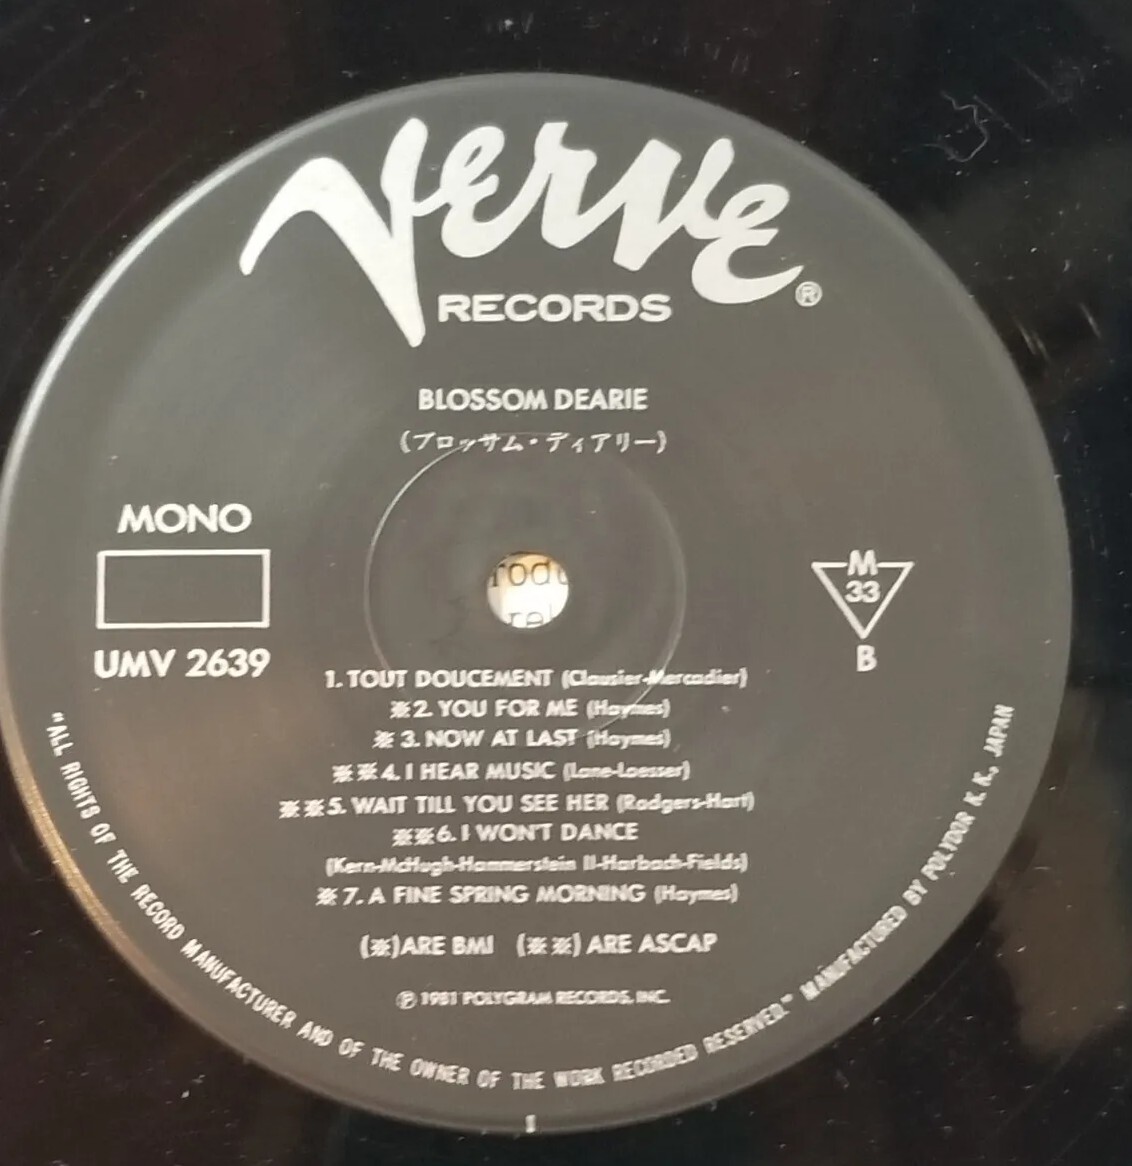 Verve ®
RECORDS
BLOSSOM DEARIE
(ブロッサム・ディアリー)
MONO
UMV 2639
M
33
B
1. TOUT DOUCEMENT (Clausier-Mercadier)
※2. YOU FOR ME (Haymes)
※ 3. NOW AT LAST (Haymes)
※※4. I HEAR MUSIC (Lane-Loesser)
※※5. WAIT TILL YOU SEE HER (Rodgers-Hart)
※※6. I WON'T DANCE
(Kern-McHugh-Hammerstein II-Harbach-Fields)
※ 7. A FINE SPRING MORNING (Haymes)
(※)ARE BMI (※※) ARE ASCAP
Ⓟ 1981 POLYGRAM RECORDS, INC.
"ALL RIGHTS OF THE RECORD MANUFACTURER AND OF THE OWNER OF THE WORK RECORDED RESERVED." MANUFACTURED BY POLYDOR K. K., JAPAN